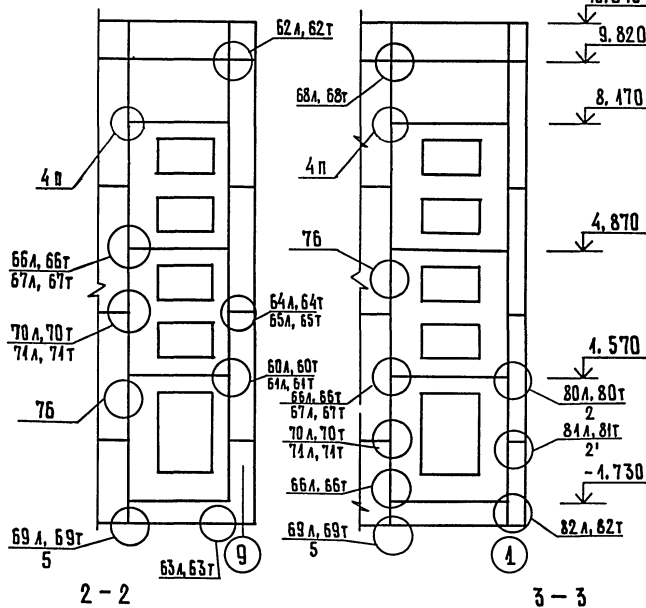 62л, 62т
9.820
68л, 68т
8.170
4п
4п
4,870
76
66л, 66т
67л, 67т
64л, 64т
65л, 65т
70л, 70т
71л, 71т
1.570
60л, 60т
61л, 61т
66л, 66т
67л, 67т
80л, 80т
2
76
70л, 70т
71л, 71т
81л, 81т
2'
-1.730
66л, 66т
69л, 69т
5
63л, 63т
9
69л, 69т
5
1
82л, 82т
2-2
3-3